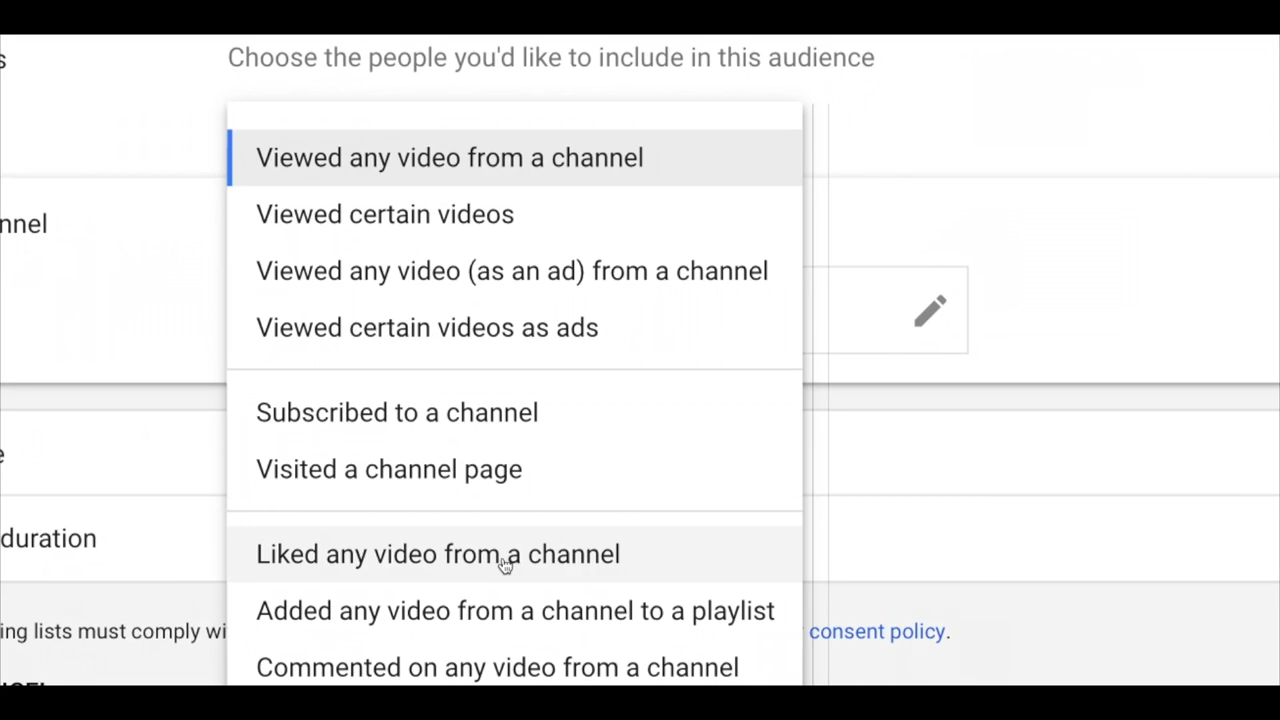 s
Choose the people you'd like to include in this audience
Viewed any video from a channel
Viewed certain videos
nnel
Viewed any video (as an ad) from a channel
Viewed certain videos as ads
Subscribed to a channel
e
Visited a channel page
duration
Liked any video from a channel
Added any video from a channel to a playlist
ing lists must comply wi
consent policy.
Commented on any video from a channel